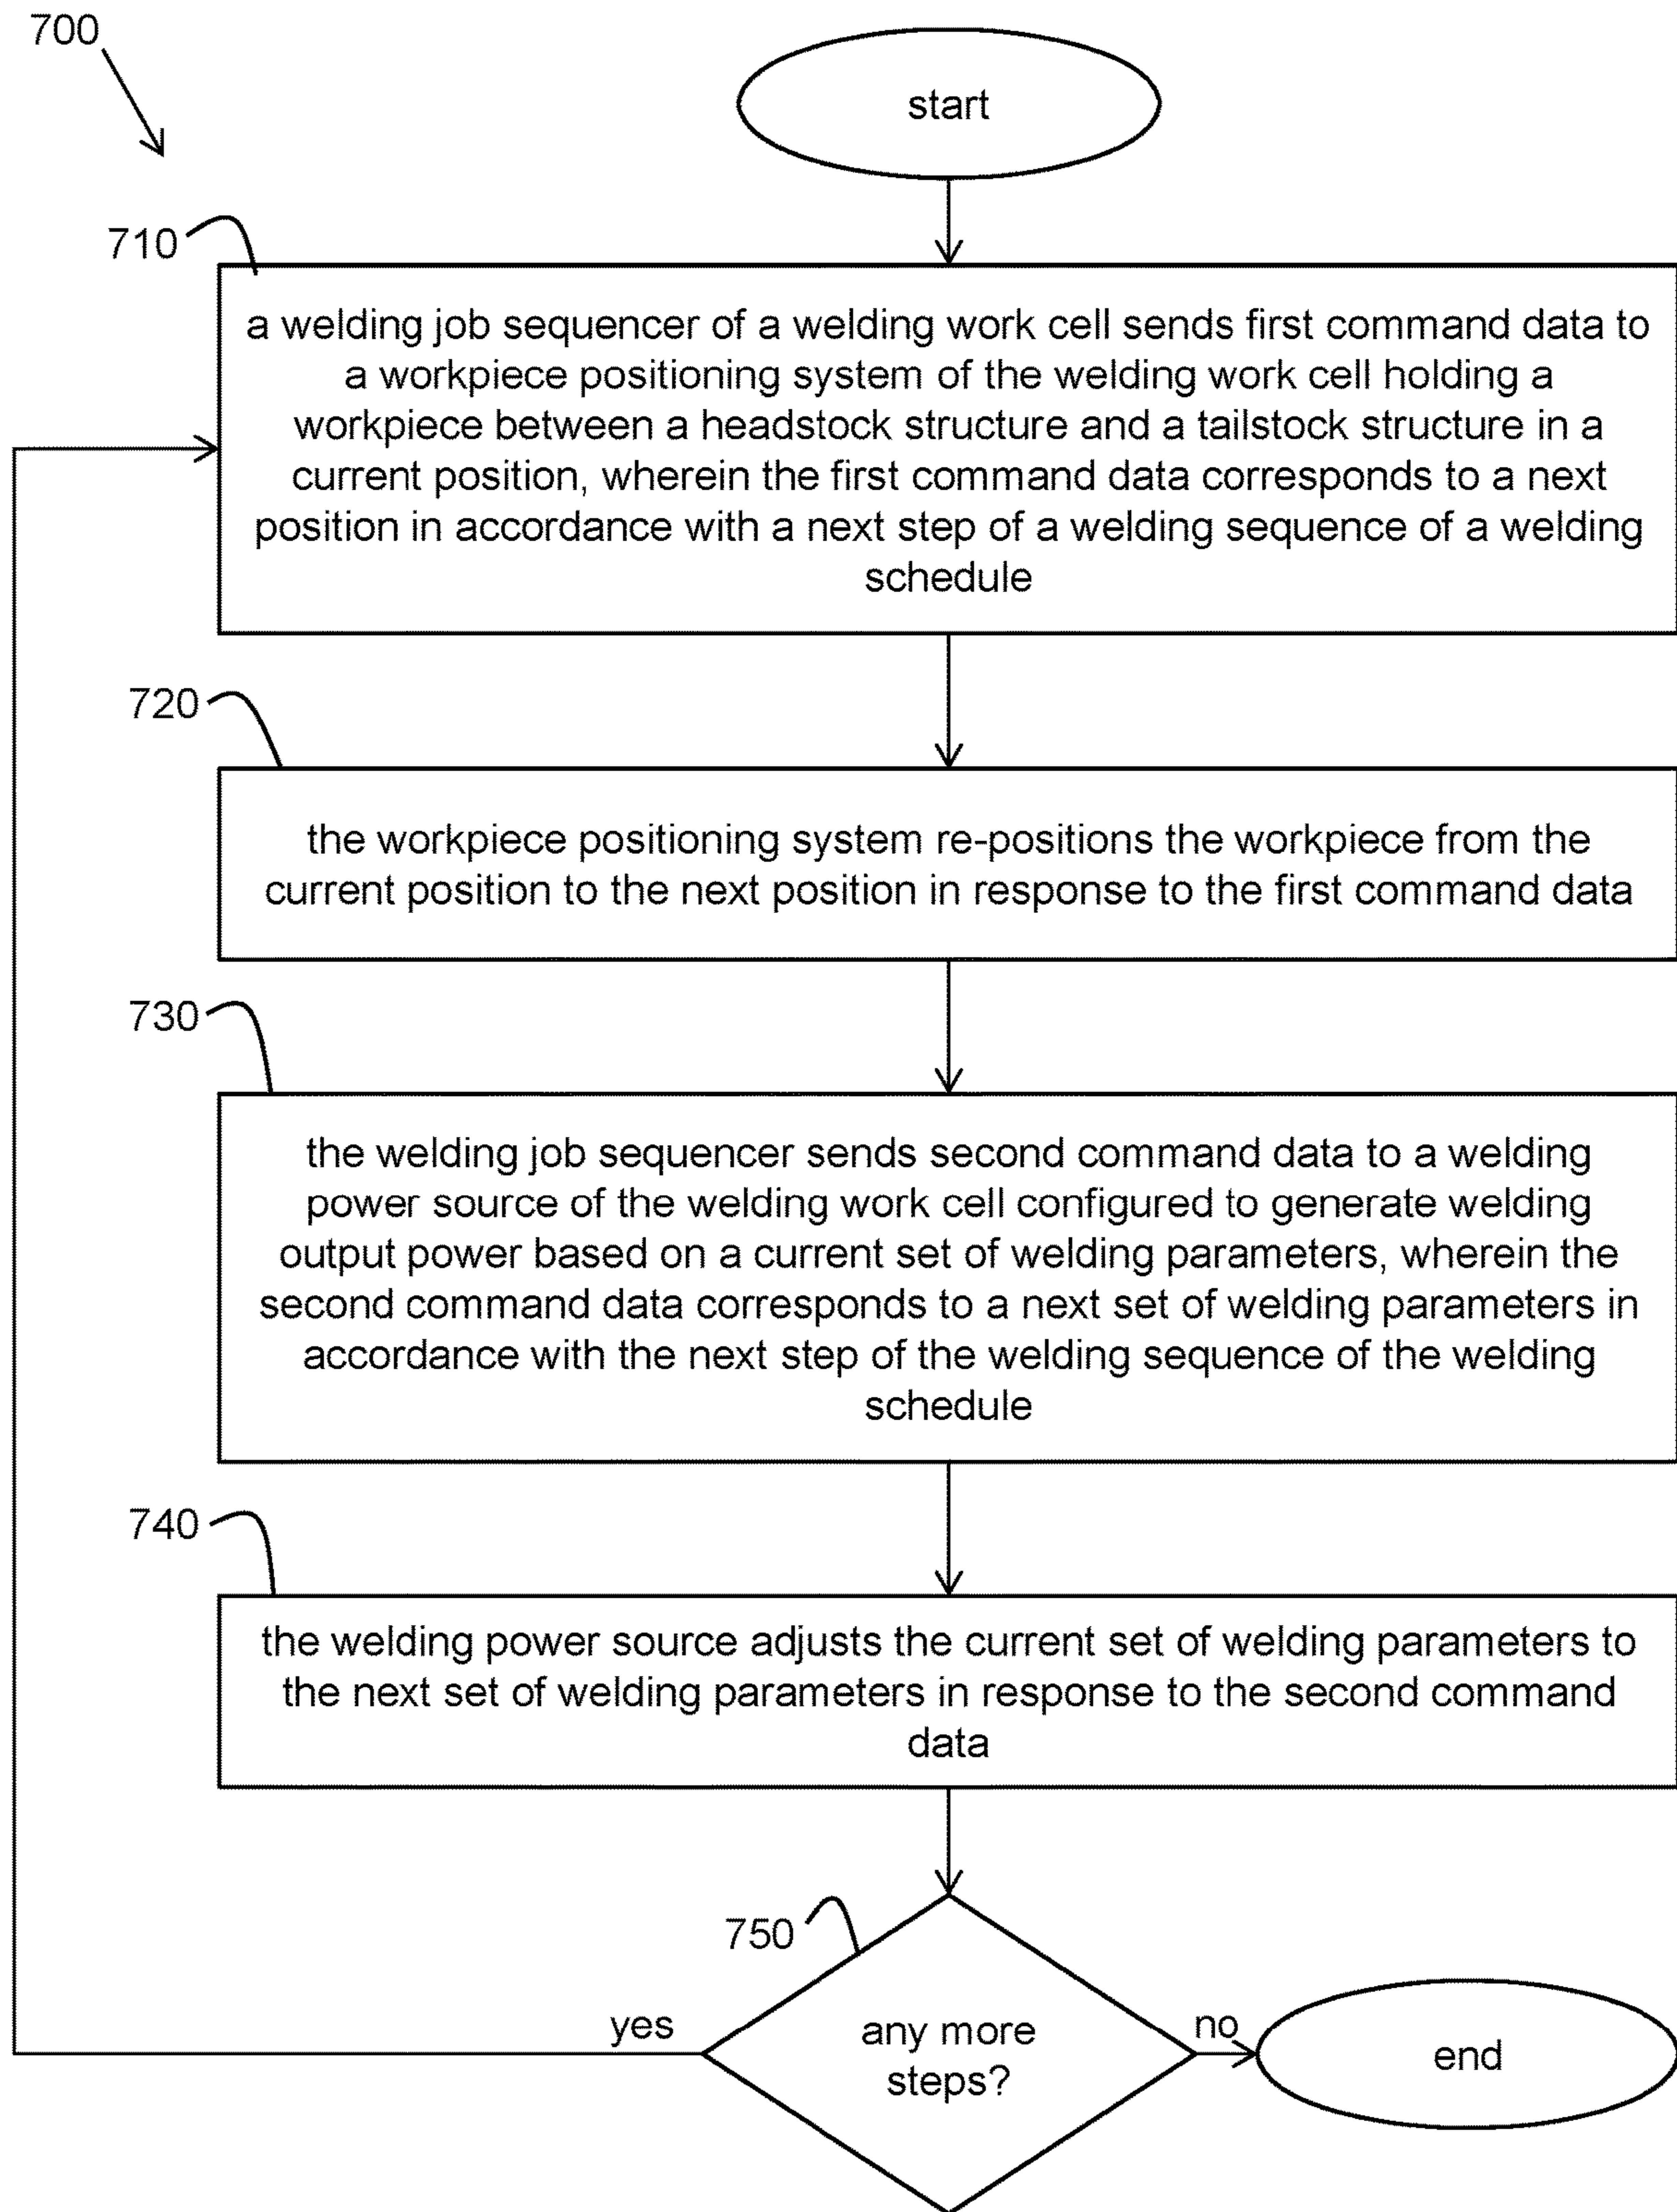 700
start
710
a welding job sequencer of a welding work cell sends first command data to
a workpiece positioning system of the welding work cell holding a
workpiece between a headstock structure and a tailstock structure in a
current position, wherein the first command data corresponds to a next
position in accordance with a next step of a welding sequence of a welding
schedule
720
the workpiece positioning system re-positions the workpiece from the
current position to the next position in response to the first command data
730
the welding job sequencer sends second command data to a welding
power source of the welding work cell configured to generate welding
output power based on a current set of welding parameters, wherein the
second command data corresponds to a next set of welding parameters in
accordance with the next step of the welding sequence of the welding
schedule
740
the welding power source adjusts the current set of welding parameters to
the next set of welding parameters in response to the second command
data
750
any more
steps?
yes
no
end